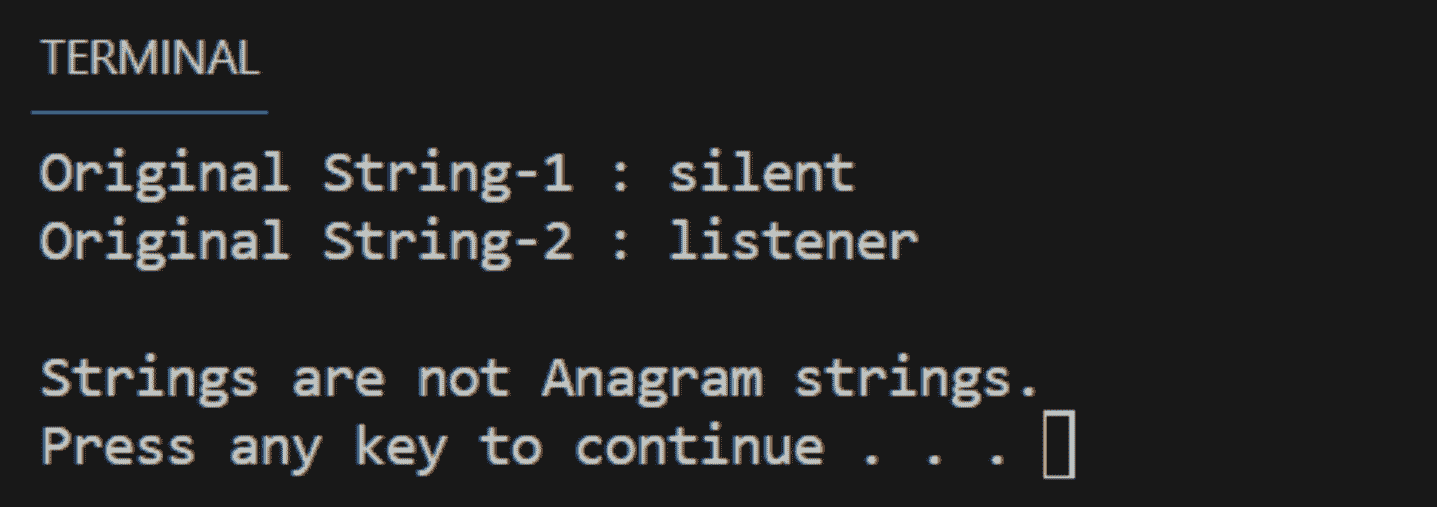 TERMINAL
Original String-1 : silent
Original String-2 : listener
Strings are not Anagram strings.
Press any key to continue . . .